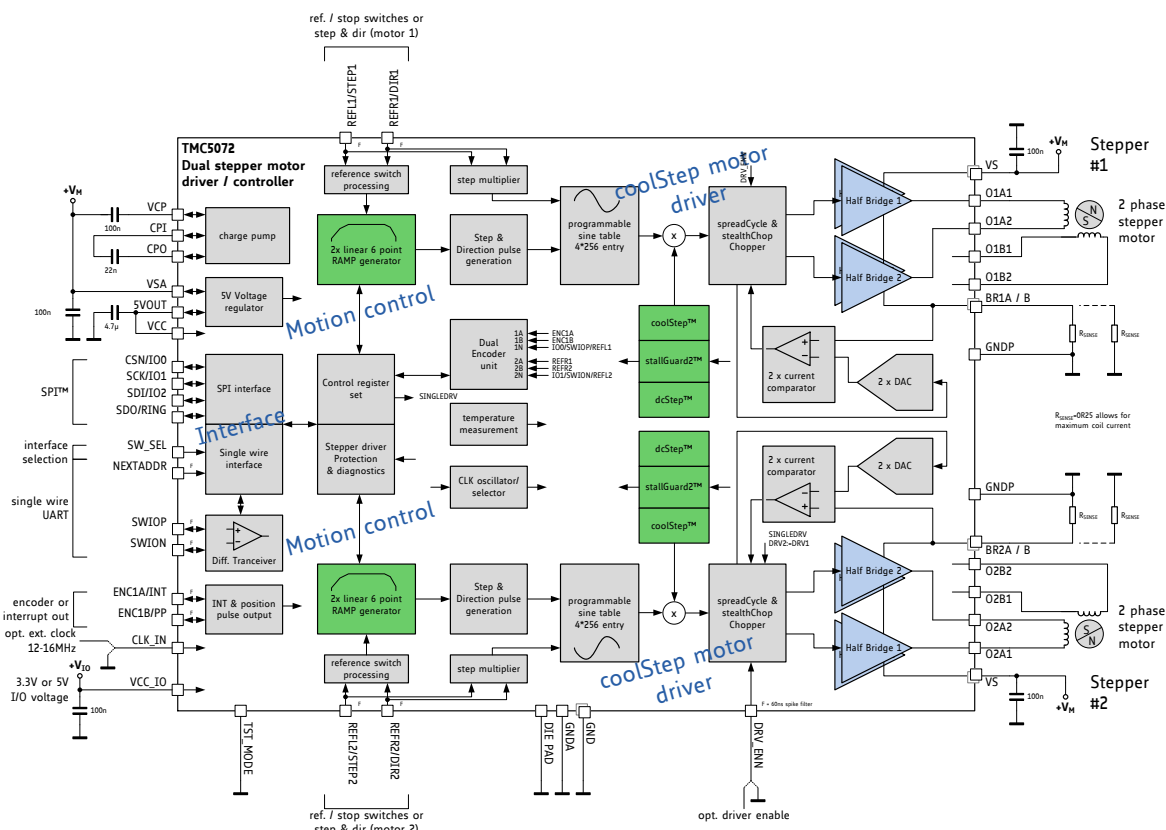 ref. / stop switches or
step & dir (motor 1)
REFL1/STEP1
REFR1/DIR1
F
F
TMC5072
Dual stepper motor
driver / controller
reference switch
processing
step multiplier
coolStep motor
driver
+VM
100n
+VM
Stepper
#1
VS
+VM
VCP
100n
CPI
CPO
22n
charge pump
2x linear 6 point
RAMP generator
Step &
Direction pulse
generation
programmable
sine table
4*256 entry
x
spreadCycle &
stealthChop
Chopper
Half Bridge 1
Half Bridge 2
O1A1
O1A2
O1B1
O1B2
BR1A / B
N
S
2 phase
stepper
motor
VSA
5VOUT
VCC
100n
4.7µ
5V Voltage
regulator
Motion control
coolStep™
stallGuard2™
dcStep™
Dual
Encoder
unit
1A ENC1A
1B ENC1B
1N IO0/SWIOP/REFL1
2A REFR1
2B REFR2
2N IO1/SWION/REFL2
2 x current
comparator
2 x DAC
RSENSE
RSENSE
GNDP
SPI™
CSN/IO0
SCK/IO1
SDI/IO2
SDO/RING
F
F
F
F
SPI interface
Control register
set
SINGLEDRV
temperature
measurement
RSENSE=0R25 allows for
maximum coil current
Interface
interface
selection
SW_SEL
NEXTADDR
F
F
Single wire
interface
Stepper driver
Protection
& diagnostics
CLK oscillator/
selector
dcStep™
stallGuard2™
coolStep™
2 x current
comparator
2 x DAC
GNDP
RSENSE
RSENSE
single wire
UART
SWIOP
SWION
F
F
Diff. Tranceiver
Motion control
SINGLEDRV
DRV2:=DRV1
BR2A / B
O2B2
O2B1
O2A2
O2A1
encoder or
interrupt out
ENC1A/INT
ENC1B/PP
F
F
INT & position
pulse output
2x linear 6 point
RAMP generator
Step &
Direction pulse
generation
programmable
sine table
4*256 entry
x
spreadCycle &
stealthChop
Chopper
Half Bridge 2
Half Bridge 1
S
N
2 phase
stepper
motor
opt. ext. clock
12-16MHz
CLK_IN
+VIO
3.3V or 5V
I/O voltage
VCC_IO
100n
reference switch
processing
step multiplier
coolStep motor
driver
F
F
F = 60ns spike filter
VS
100n
+VM
Stepper
#2
TST_MODE
REFL2/STEP2
REFR2/DIR2
DIE PAD
GNDA
GND
DRV_ENN
ref. / stop switches or
step & dir (motor 2)
opt. driver enable